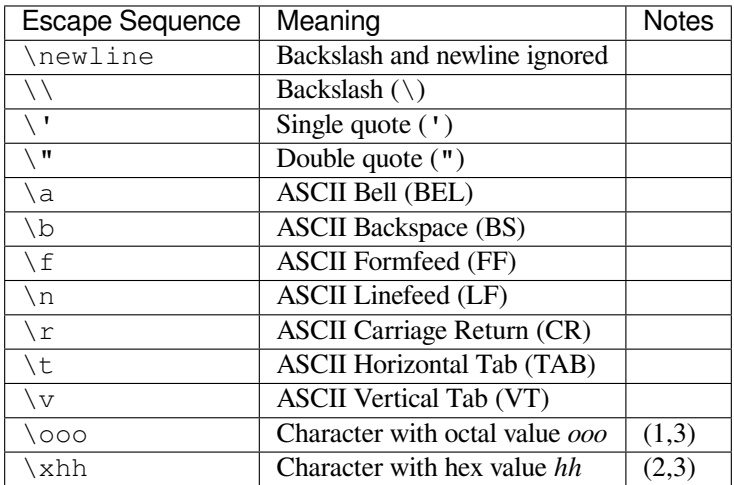 Escape Sequence Meaning Notes
\newline Backslash and newline ignored
\\ Backslash (\)
\' Single quote (')
\" Double quote (")
\a ASCII Bell (BEL)
\b ASCII Backspace (BS)
\f ASCII Formfeed (FF)
\n ASCII Linefeed (LF)
\r ASCII Carriage Return (CR)
\t ASCII Horizontal Tab (TAB)
\v ASCII Vertical Tab (VT)
\ooo Character with octal value ooo (1,3)
\xhh Character with hex value hh (2,3)